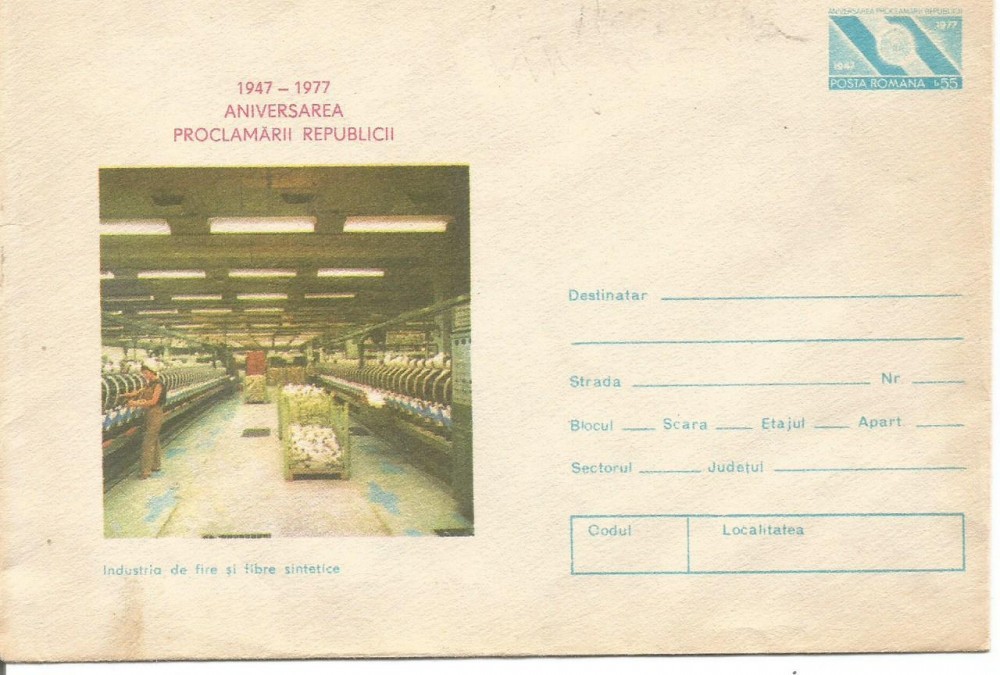 ANIVERSAREA PROCLAMĂRII REPUBLICII
1977
1947
POSTA ROMANA L 55
1947 – 1977
ANIVERSAREA
PROCLAMĂRII REPUBLICII
Destinatar
Strada Nr.
Blocul Scara Etajul Apart.
Sectorul Județul
Codul Localitatea
Industria de fire și fibre sintetice